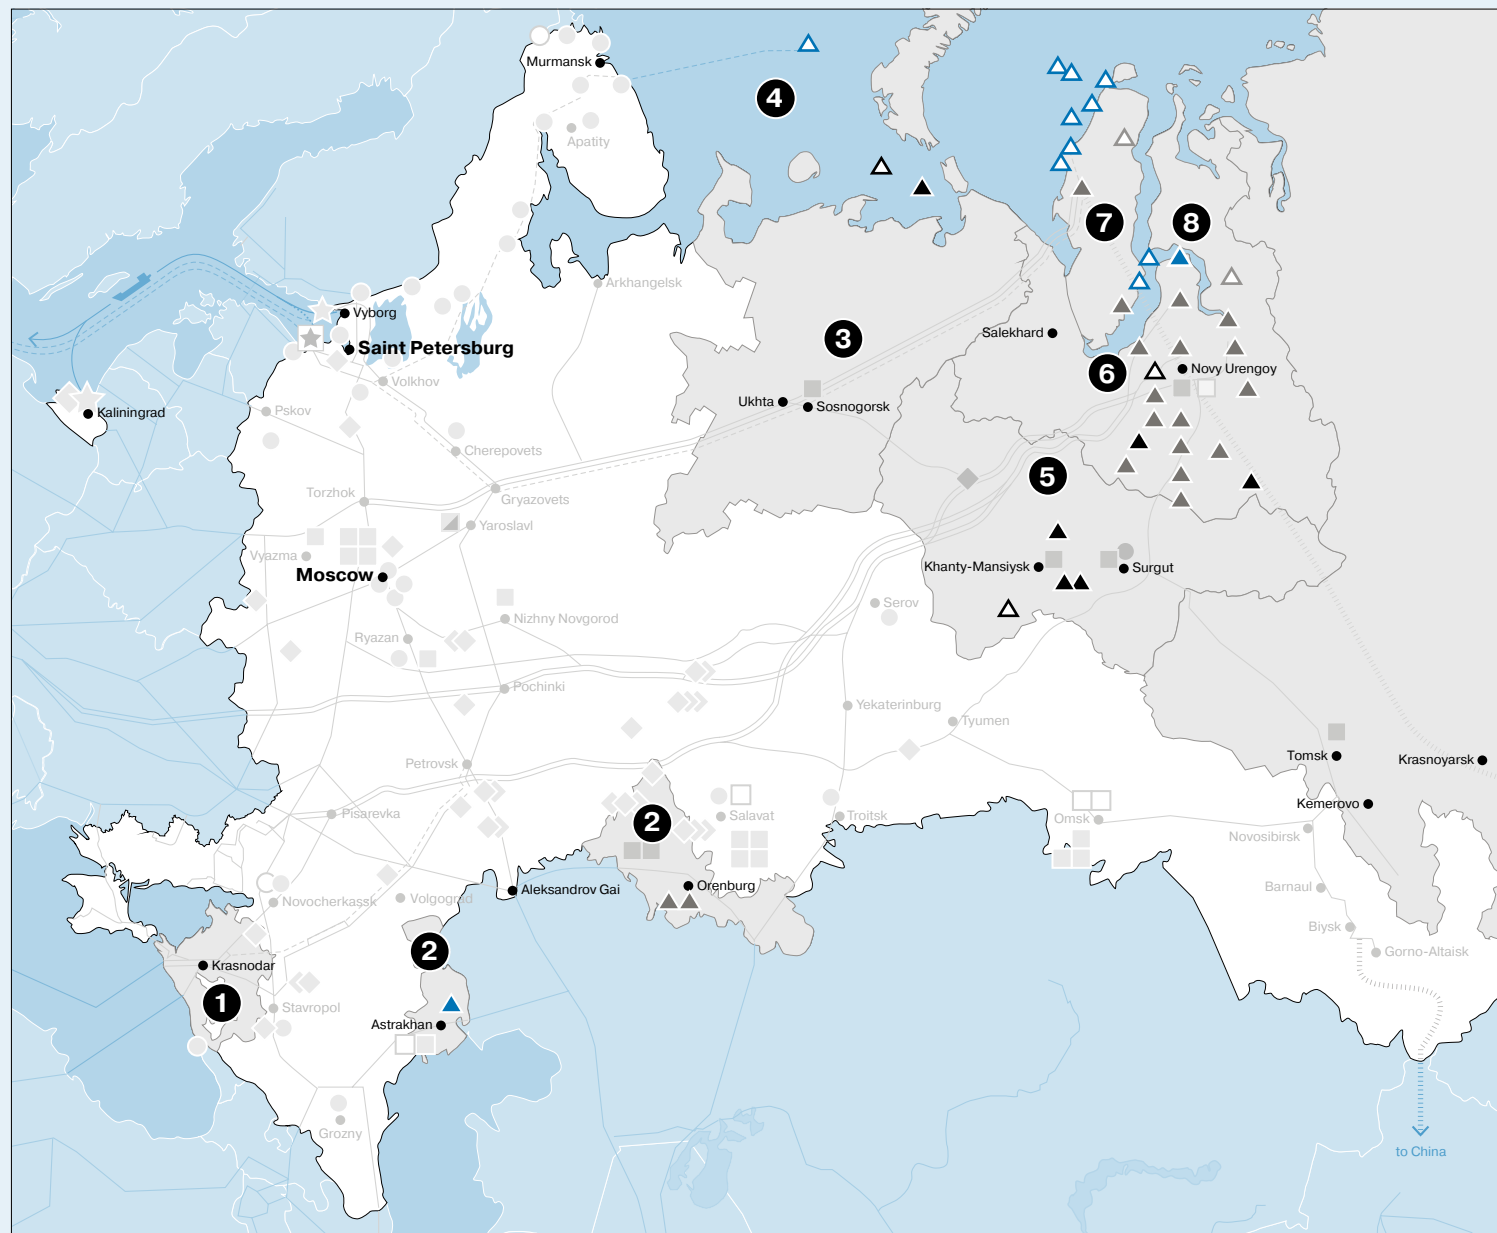 Murmansk
4
Apatity
7
8
Arkhangelsk
Vyborg
Salekhard
3
Saint Petersburg
Novy Urengoy
6
Volkhov
Ukhta
Sosnogorsk
Kaliningrad
Pskov
Cherepovets
5
Torzhok
Gryazovets
Yaroslavl
Vyazma
Khanty-Mansiysk
Surgut
Moscow
Serov
Nizhny Novgorod
Ryazan
Pochinki
Yekaterinburg
Tyumen
Tomsk
Krasnoyarsk
Petrovsk
Kemerovo
Pisarevka
2
Salavat
Troitsk
Omsk
Novosibirsk
Orenburg
Aleksandrov Gai
Barnaul
Novocherkassk
Volgograd
Biysk
2
Gorno-Altaisk
Krasnodar
1
Stavropol
Astrakhan
Grozny
to China